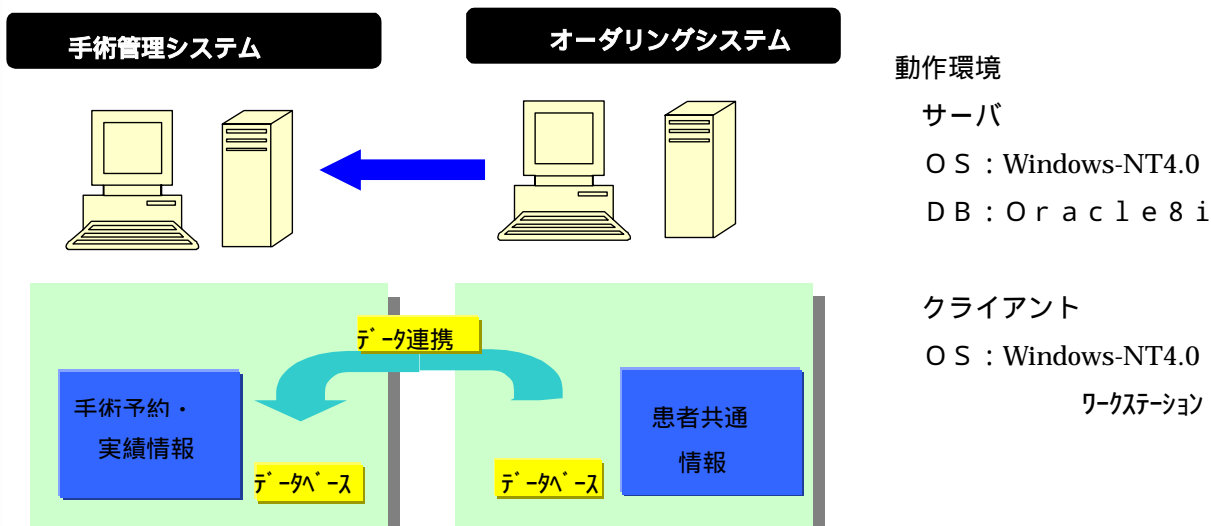 手術管理システム
オーダリングシステム
データ連携
手術予約・
実績情報
データベース
患者共通
情報
データベース
動作環境
サーバ
ＯＳ：Windows-NT4.0
ＤＢ：Ｏｒａｃｌｅ８ｉ
クライアント
ＯＳ：Windows-NT4.0
ﾜｰｸｽﾃｰｼｮﾝ